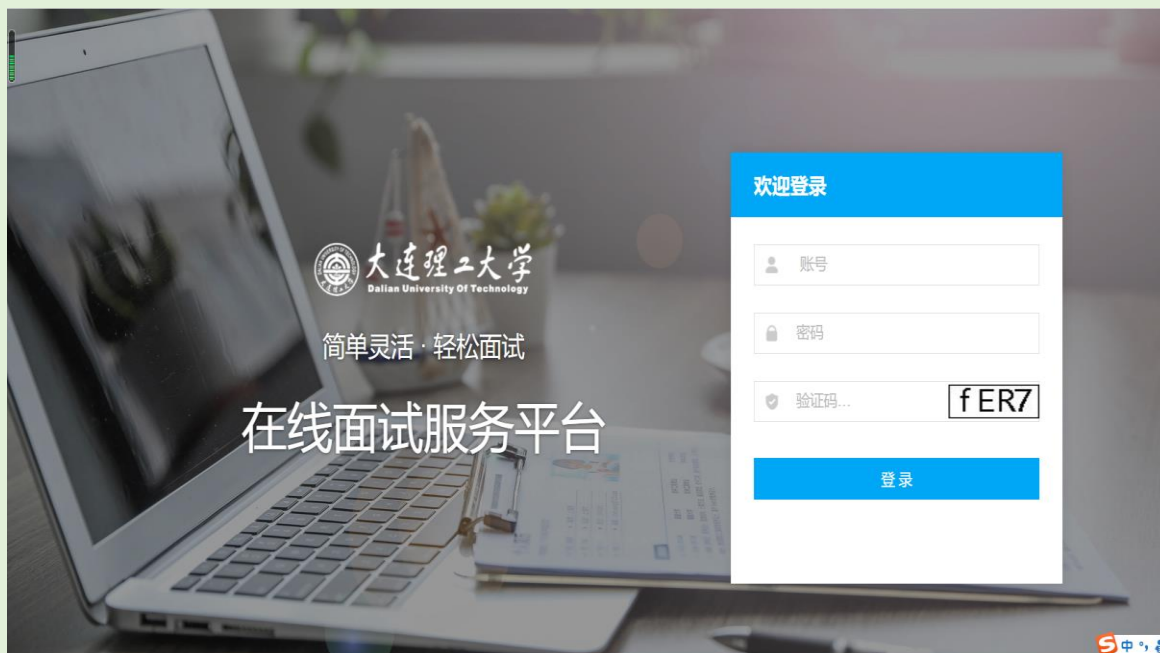 大连理工大学
Dalian University Of Technology
简单灵活 · 轻松面试
在线面试服务平台
欢迎登录
账号
密码
验证码...
fER7
登录
中